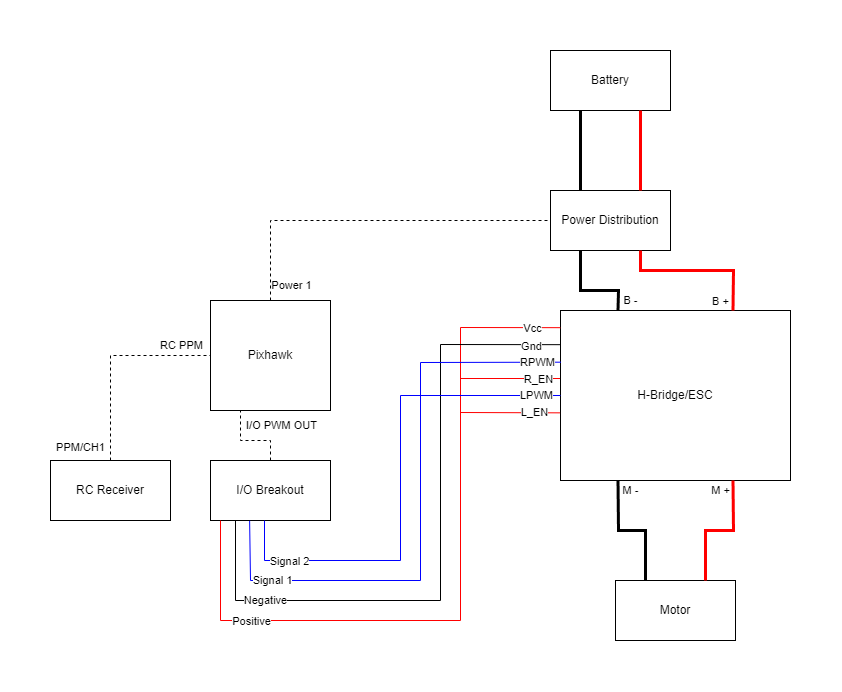 Battery
Power Distribution
Power 1
B -
B +
Vcc
Gnd
RPWM
R_EN
LPWM
L_EN
H-Bridge/ESC
RC PPM
Pixhawk
I/O PWM OUT
PPM/CH1
RC Receiver
I/O Breakout
M -
M +
Signal 2
Signal 1
Negative
Positive
Motor